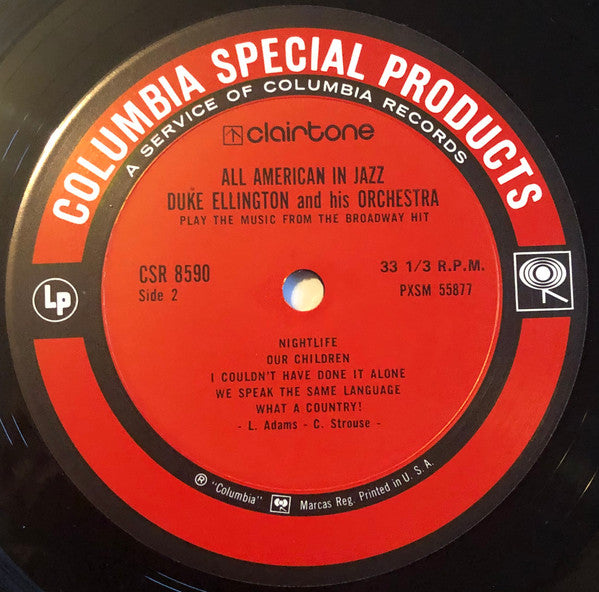 COLUMBIA SPECIAL PRODUCTS
A SERVICE OF COLUMBIA RECORDS
clairtone
ALL AMERICAN IN JAZZ
DUKE ELLINGTON and his ORCHESTRA
PLAY THE MUSIC FROM THE BROADWAY HIT
CSR 8590
33 1/3 R.P.M.
Side 2
PXSM 55877
Lp
NIGHTLIFE
OUR CHILDREN
I COULDN'T HAVE DONE IT ALONE
WE SPEAK THE SAME LANGUAGE
WHAT A COUNTRY!
- L. Adams - C. Strouse -
® "Columbia" Marcas Reg. Printed in U. S. A.